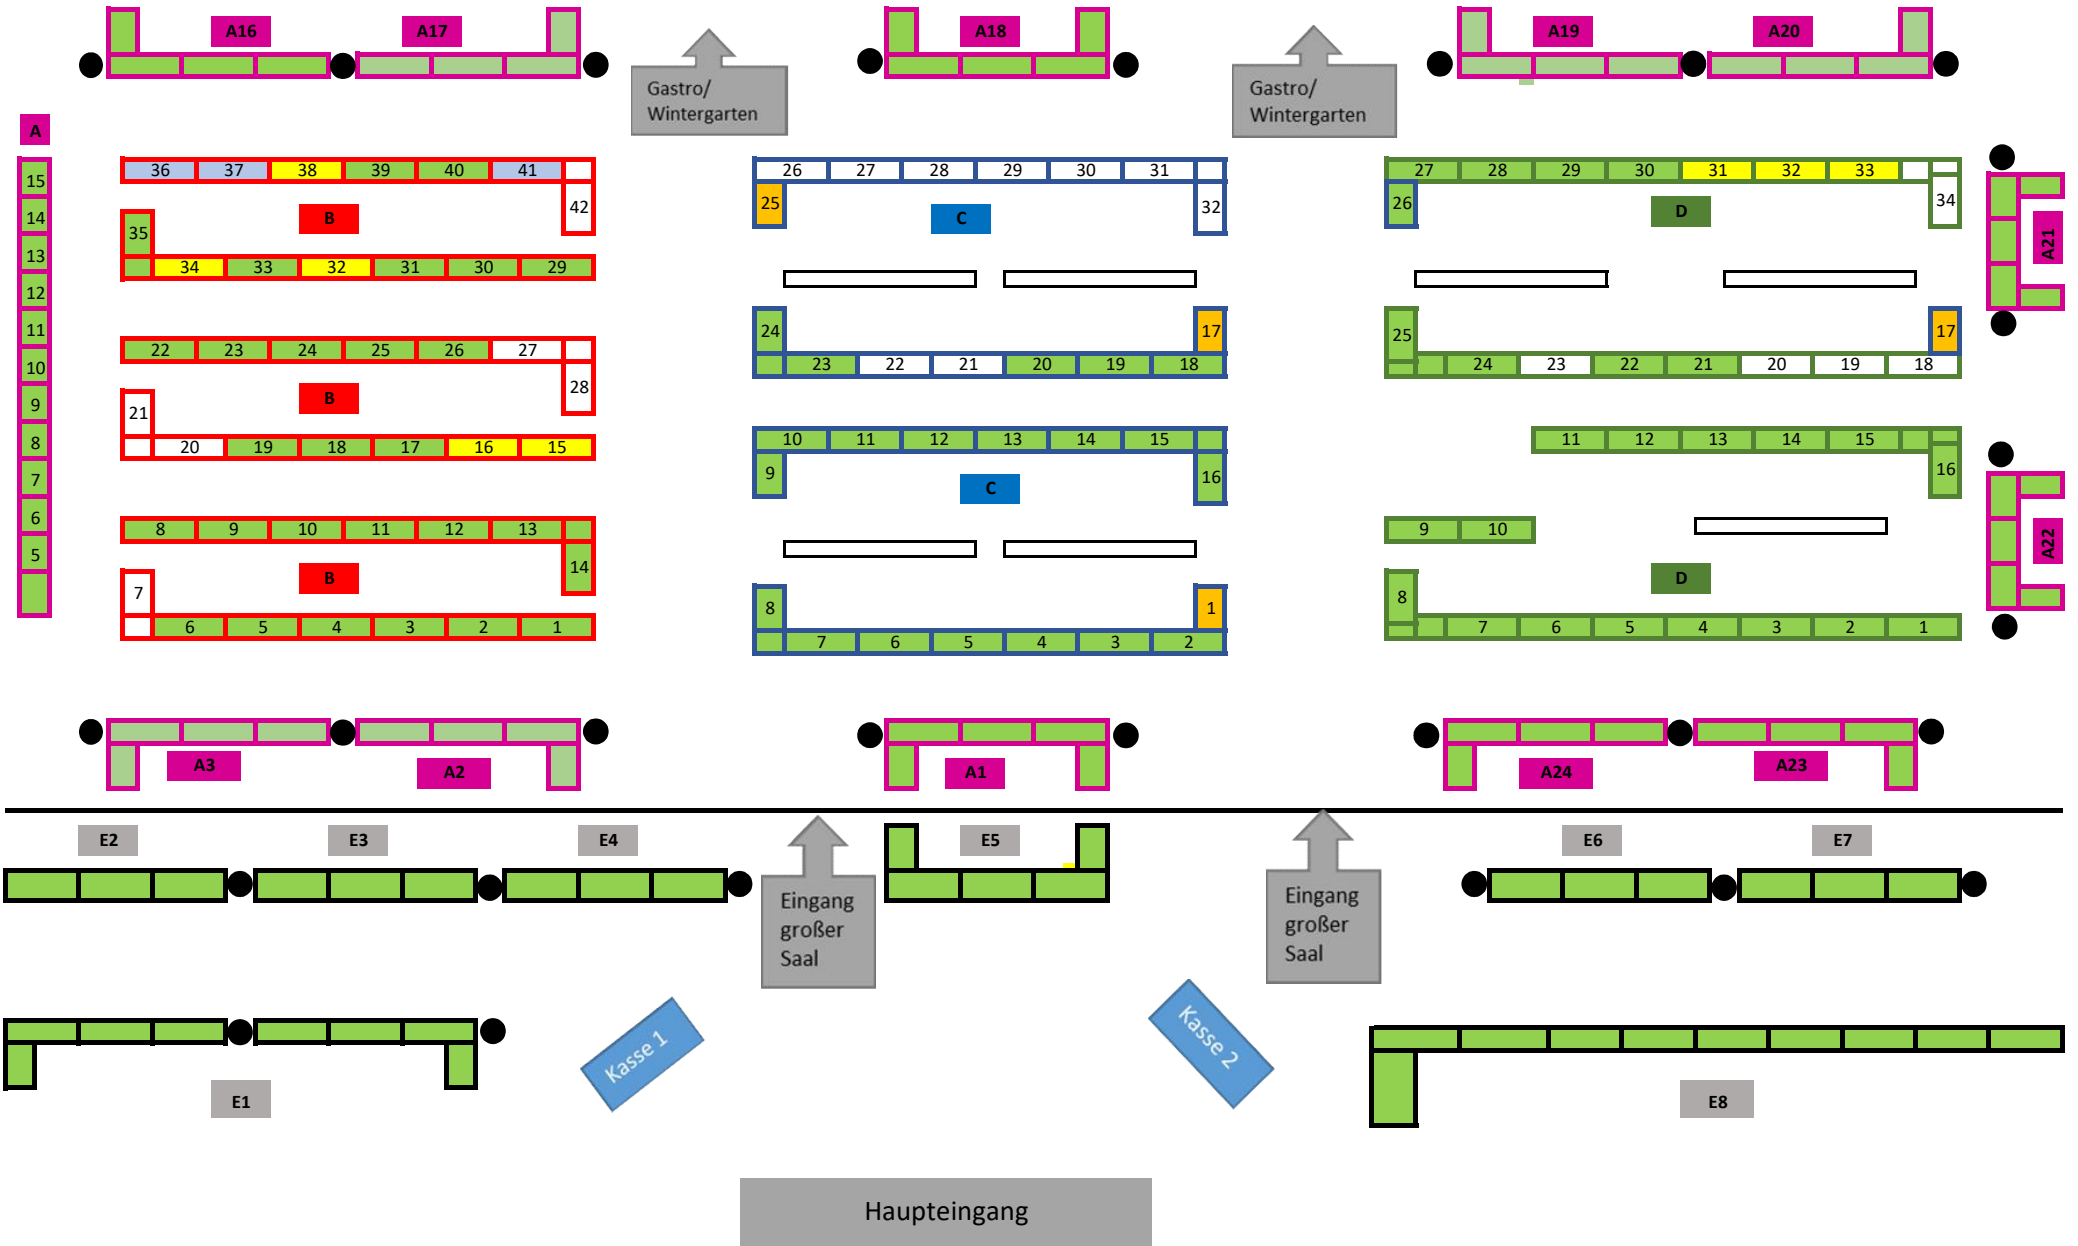 A16 A17 A18 A19 A20
Gastro/
Wintergarten
Gastro/
Wintergarten
A
15
14
13
12
11
10
9
8
7
6
5
36 37 38 39 40 41
42
B
35
34 33 32 31 30 29
22 23 24 25 26 27
28
B
21
20 19 18 17 16 15
8 9 10 11 12 13
14
B
7
6 5 4 3 2 1
26 27 28 29 30 31
25 32
C
24 17
23 22 21 20 19 18
10 11 12 13 14 15
9 16
C
8 1
7 6 5 4 3 2
27 28 29 30 31 32 33
26 34
D
25 17
24 23 22 21 20 19 18
11 12 13 14 15
16
9 10
D
8
7 6 5 4 3 2 1
A21
A22
A3 A2 A1 A24 A23
E2 E3 E4 E5 E6 E7
Eingang
großer
Saal
Eingang
großer
Saal
Kasse 1
Kasse 2
E1 E8
Haupteingang